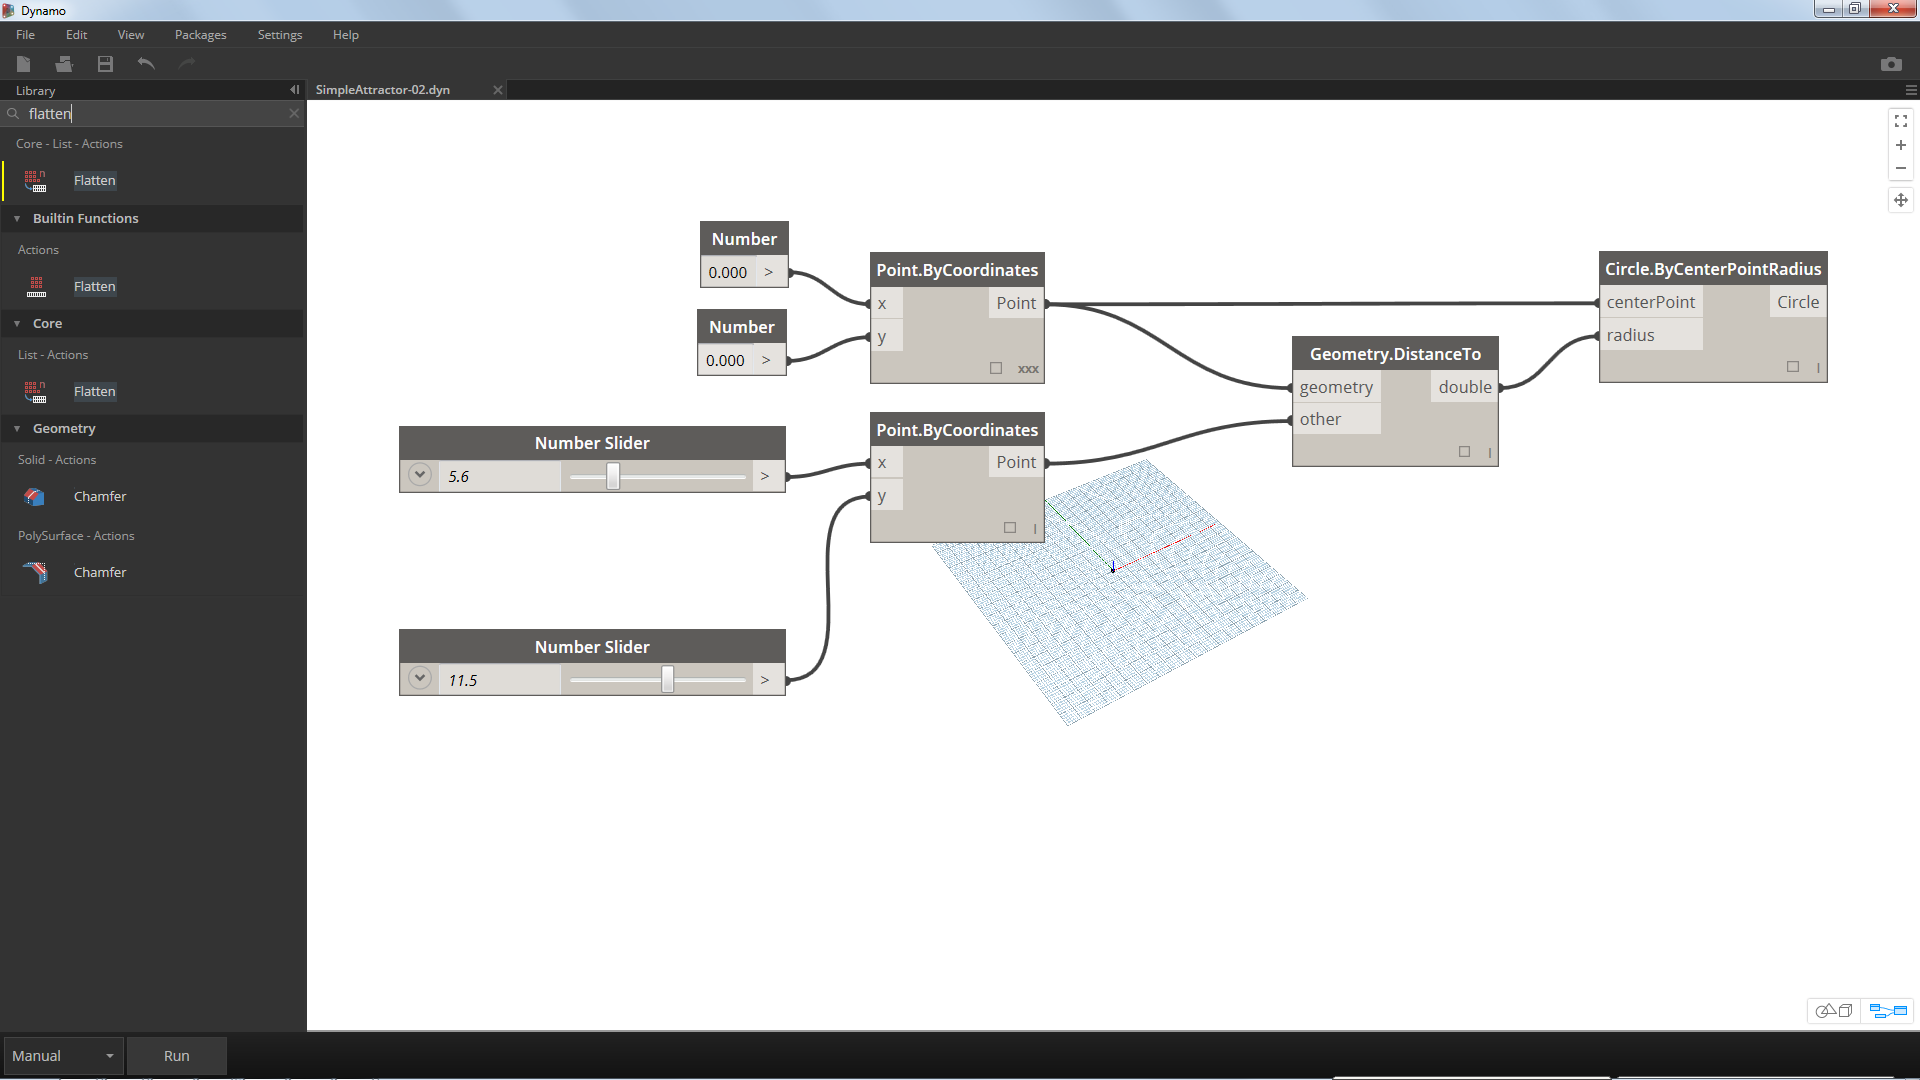 Dynamo
File Edit View Packages Settings Help
Library
SimpleAttractor-02.dyn
flatten
Core - List - Actions
Flatten
Builtin Functions
Actions
Flatten
Core
List - Actions
Flatten
Geometry
Solid - Actions
Chamfer
PolySurface - Actions
Chamfer
Number
0.000 >
Number
0.000 >
Point.ByCoordinates
x Point
y
xxx
Number Slider
5.6 >
Point.ByCoordinates
x Point
y
|
Number Slider
11.5 >
Geometry.DistanceTo
geometry double
other
|
Circle.ByCenterPointRadius
centerPoint Circle
radius
|
Manual Run